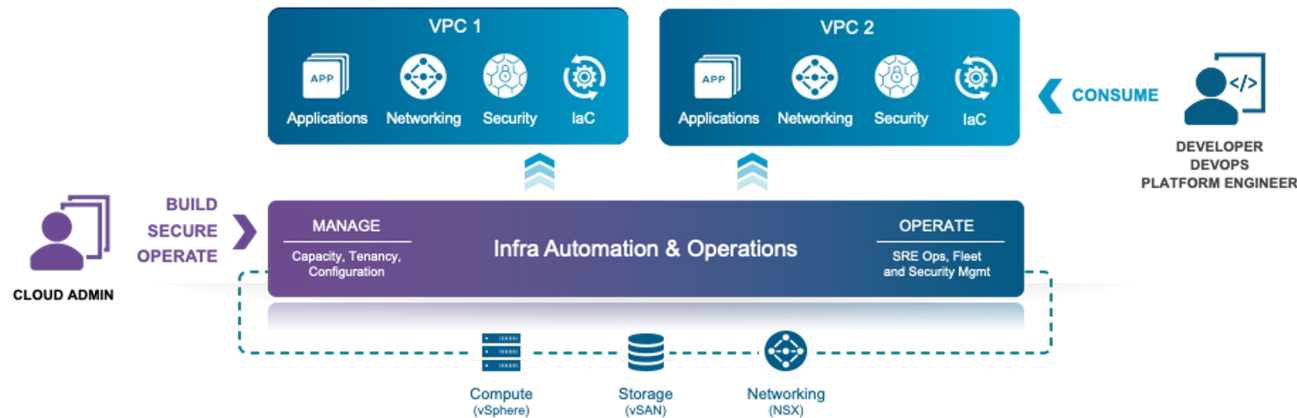 VPC 1
APP
Applications
Networking
Security
IaC
VPC 2
APP
Applications
Networking
Security
IaC
CONSUME
</>
DEVELOPER
DEVOPS
PLATFORM ENGINEER
CLOUD ADMIN
BUILD
SECURE
OPERATE
MANAGE
Capacity, Tenancy,
Configuration
Infra Automation & Operations
OPERATE
SRE Ops, Fleet
and Security Mgmt
Compute
(vSphere)
Storage
(vSAN)
Networking
(NSX)